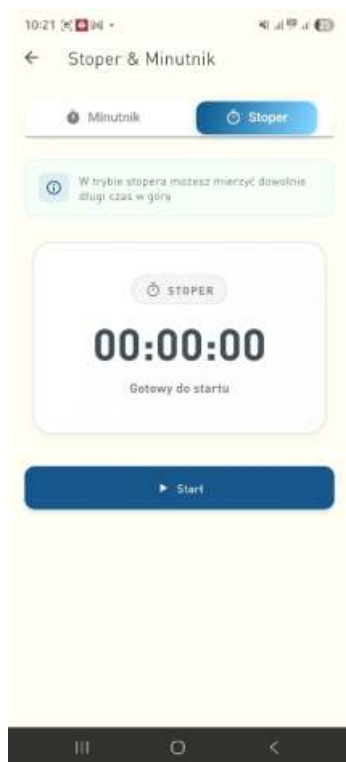 10:21
Stoper & Minutnik
Minutnik
Stoper
W trybie stopera możesz mierzyć dowolnie
długi czas w górę
STOPER
00:00:00
Gotowy do startu
Start